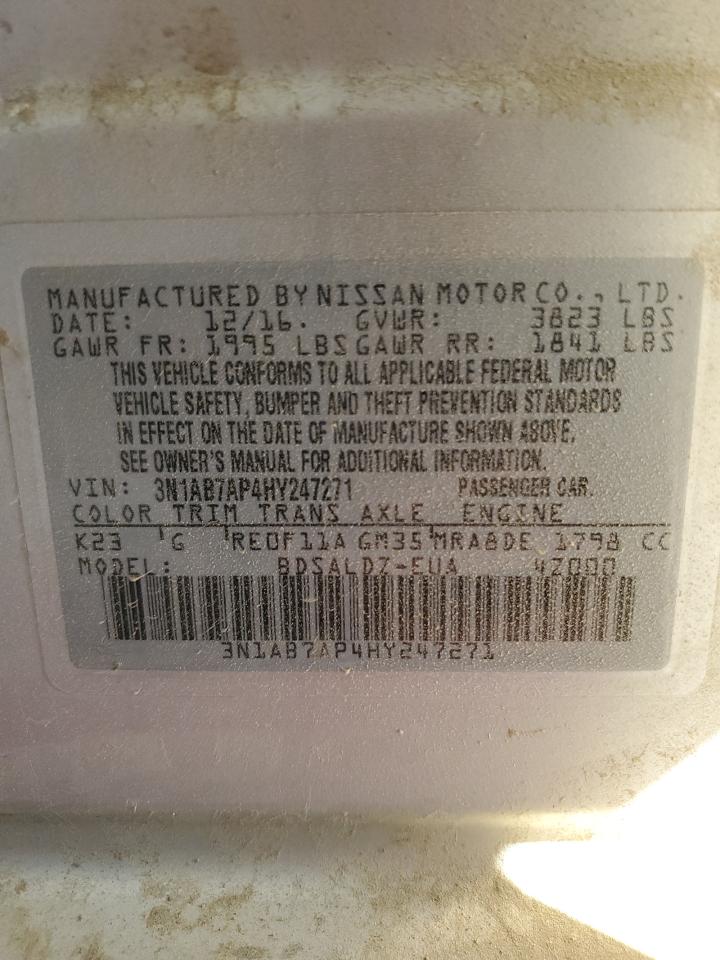 MANUFACTURED BY NISSAN MOTOR CO., LTD.
DATE: 12/16. GVWR: 3823 LBS
GAWR FR: 1995 LBS GAWR RR: 1841 LBS
THIS VEHICLE CONFORMS TO ALL APPLICABLE FEDERAL MOTOR
VEHICLE SAFETY, BUMPER AND THEFT PREVENTION STANDARDS
IN EFFECT ON THE DATE OF MANUFACTURE SHOWN ABOVE.
SEE OWNER'S MANUAL FOR ADDITIONAL INFORMATION.
VIN: 3N1AB7AP4HY247271 PASSENGER CAR.
COLOR TRIM TRANS AXLE ENGINE
K23 G RE0F11A GM35 MRA8DE 1798 CC
MODEL: BDSALDZ-EUA 4Z000
3N1AB7AP4HY247271